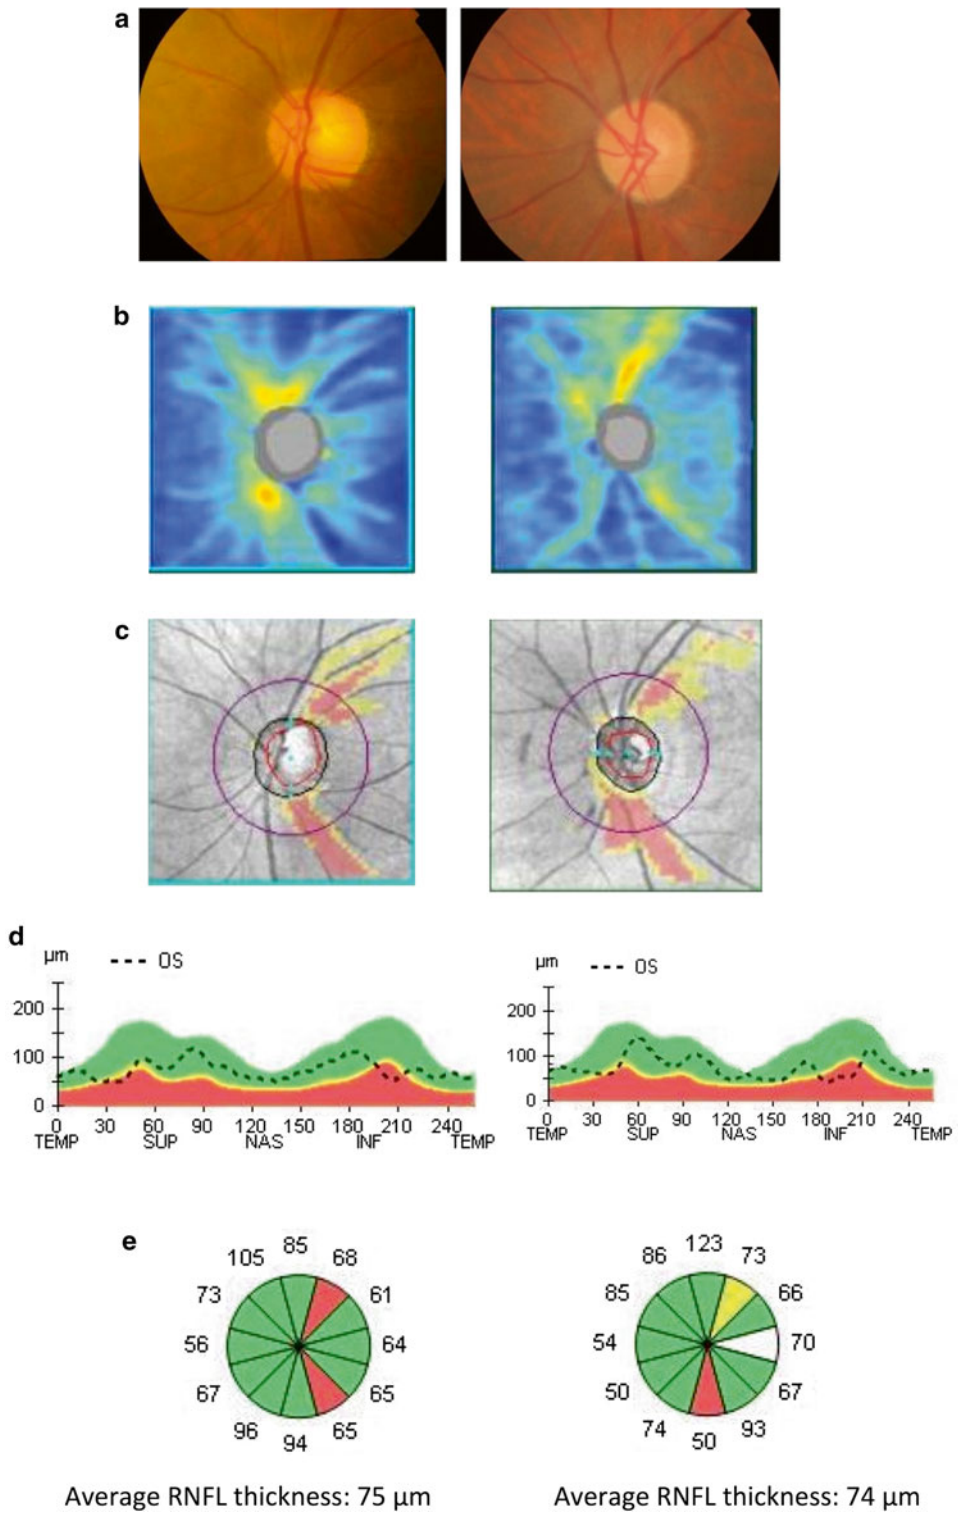 a
b
c
d
µm
OS
200
100
0
TEMP
30
60
SUP
90
120
NAS
150
180
INF
210
240
TEMP
µm
OS
200
100
0
TEMP
30
60
SUP
90
120
NAS
150
180
INF
210
240
TEMP
e
85
68
61
64
65
65
94
96
67
56
73
105
123
73
66
70
67
93
50
74
50
54
85
86
Average RNFL thickness: 75 µm
Average RNFL thickness: 74 µm